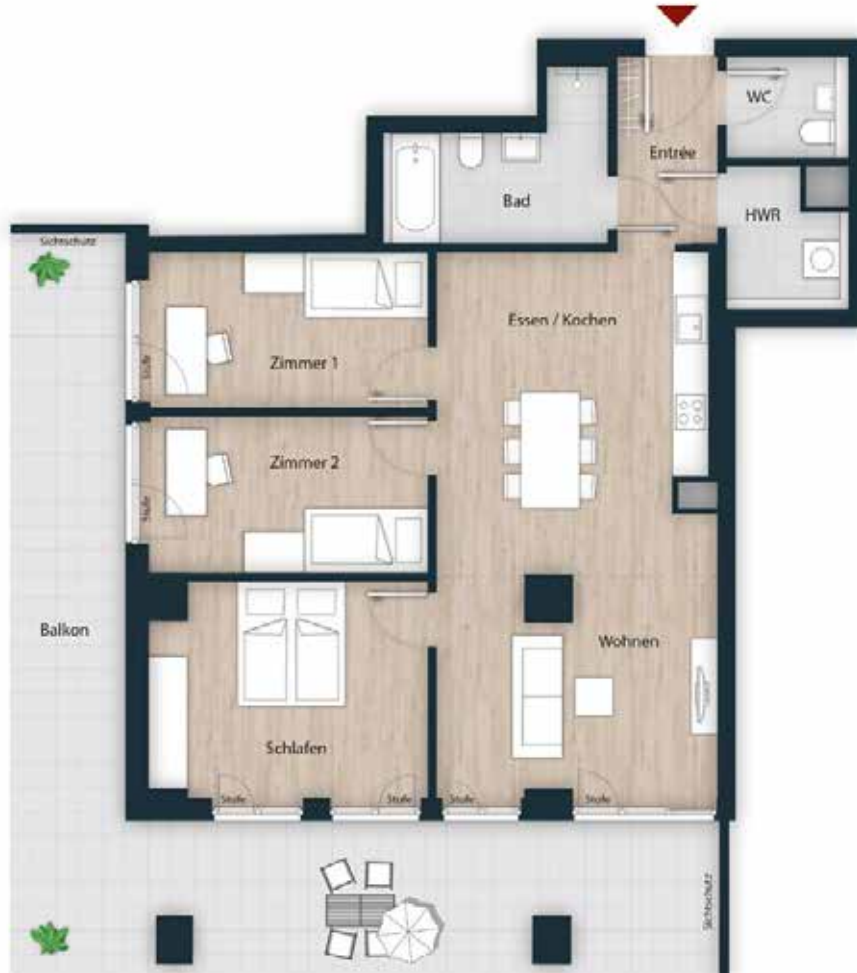 WC
Entrée
Bad
HWR
Sichtschutz
Essen / Kochen
Zimmer 1
Stufe
Zimmer 2
Stufe
Balkon
Wohnen
Schlafen
Stufe
Stufe
Stufe
Stufe
Sichtschutz